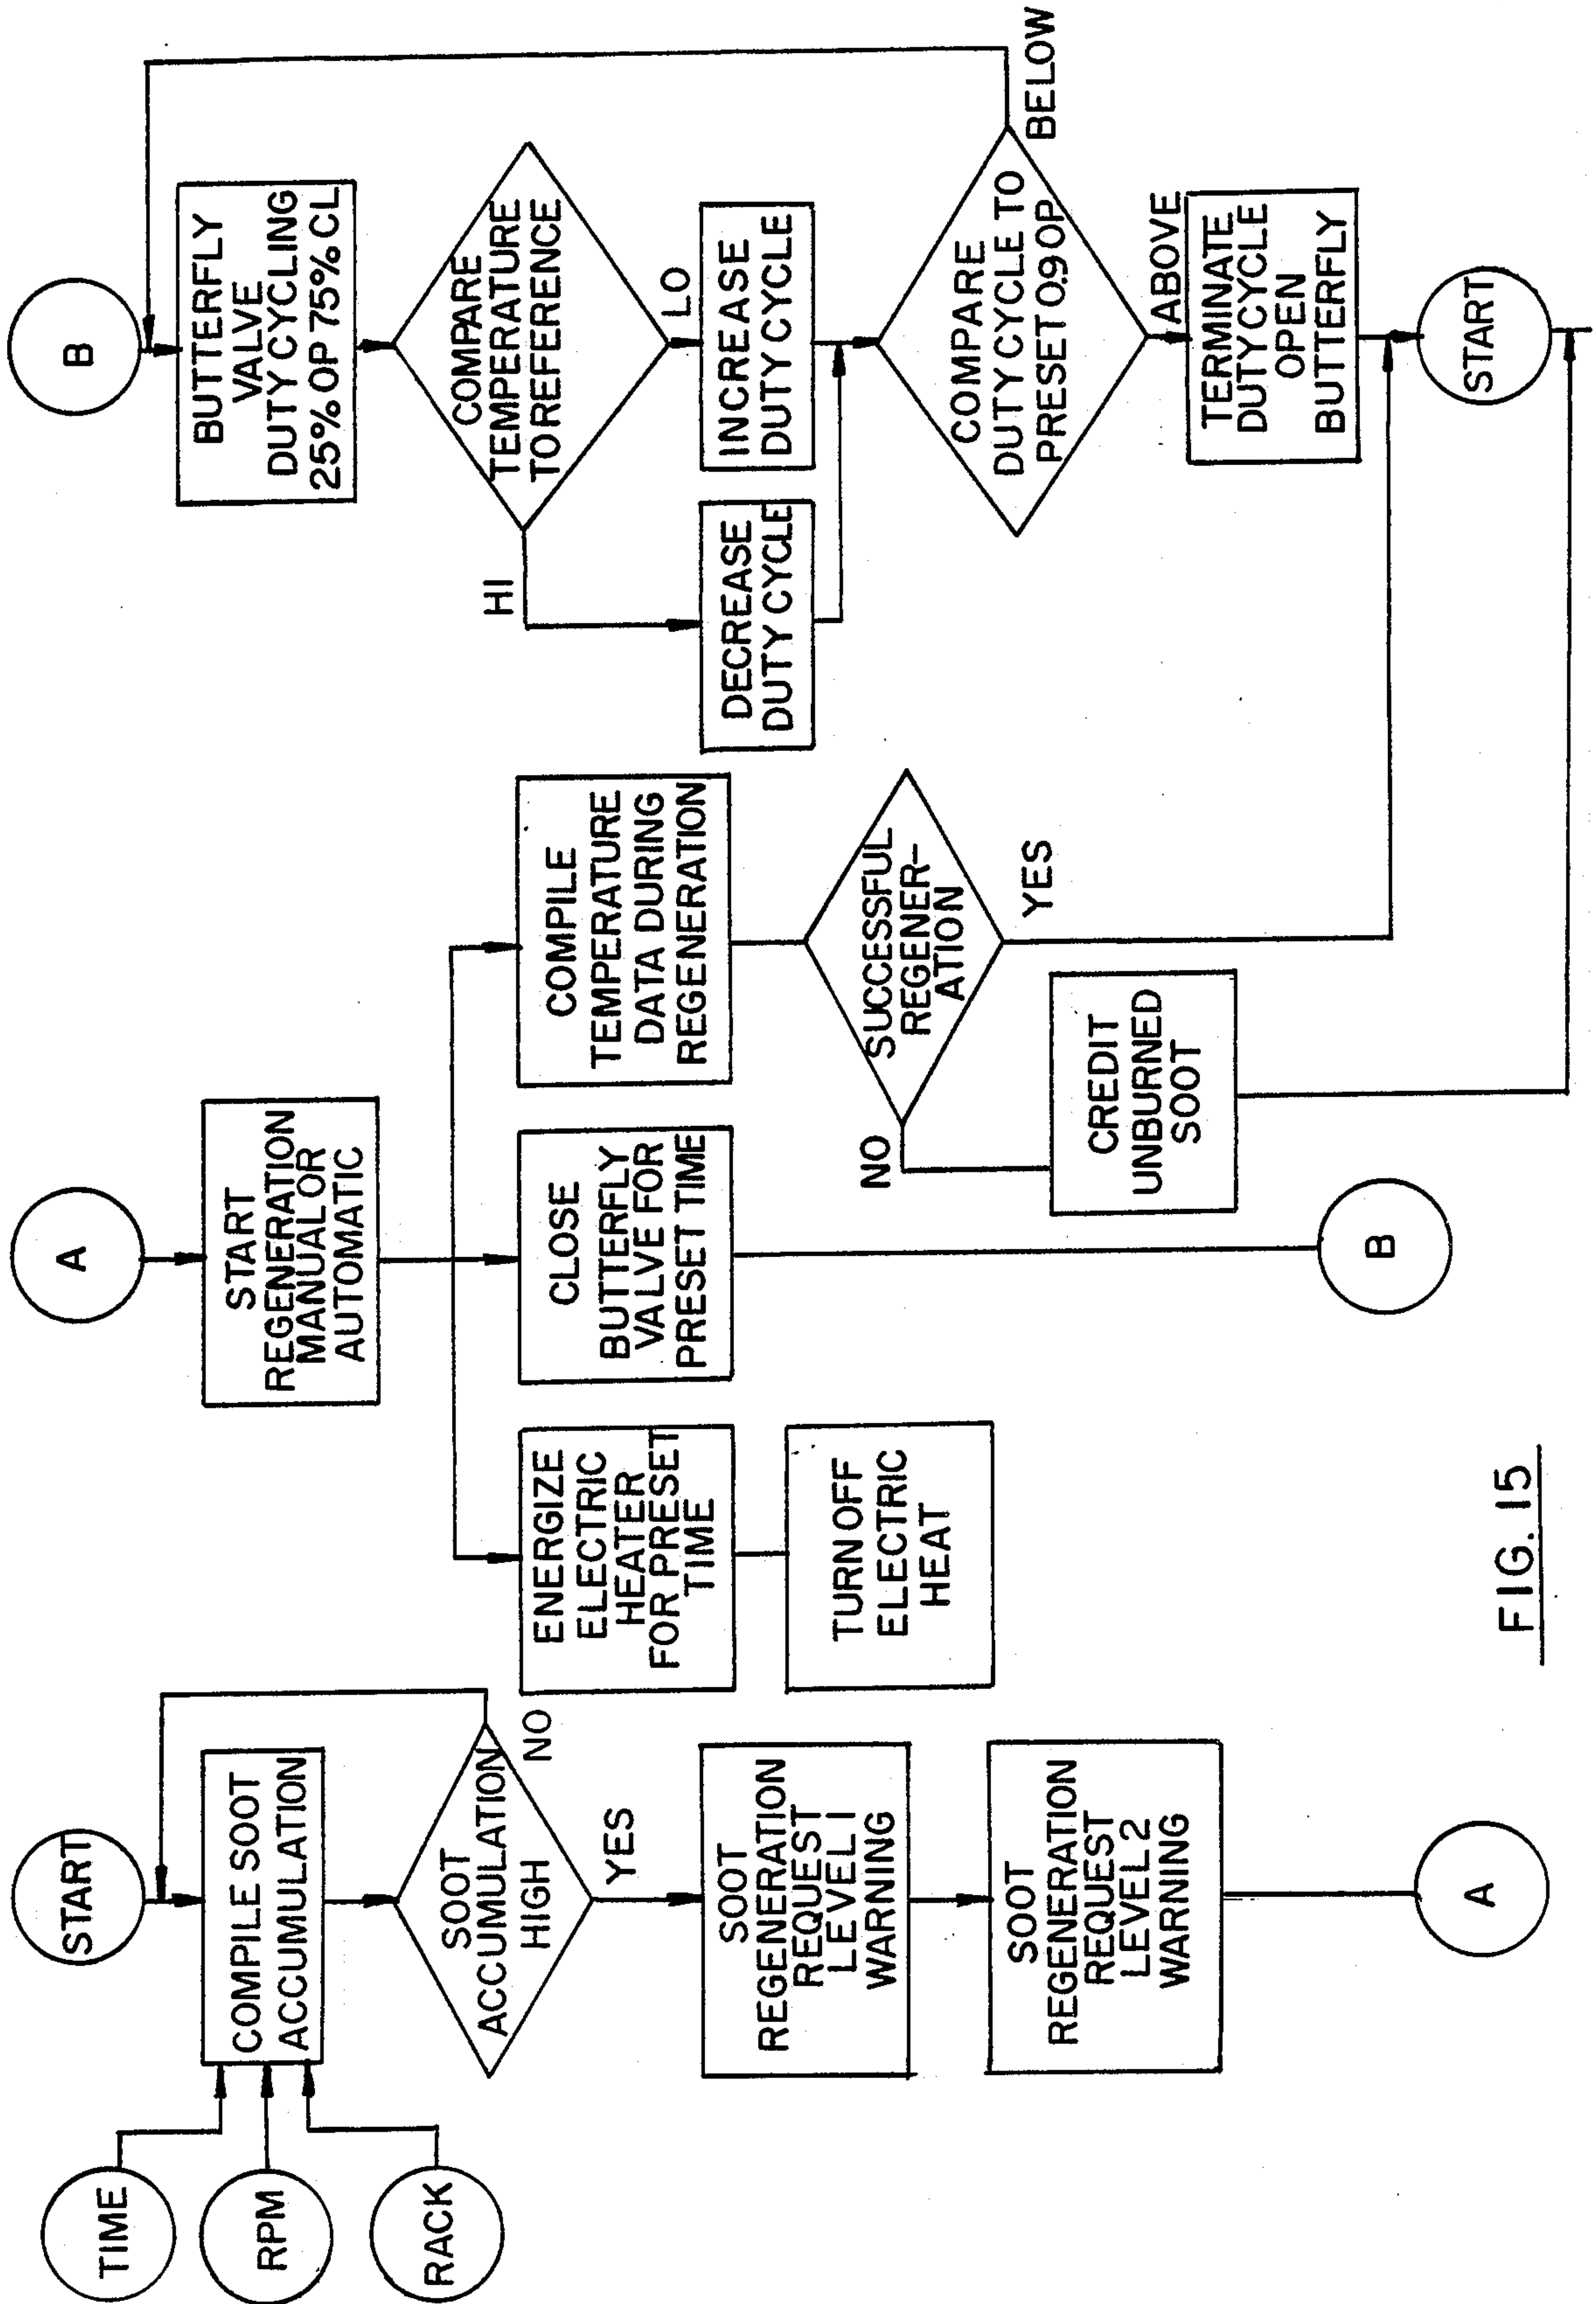 TIME
RPM
RACK
START
COMPILE SOOT
ACCUMULATION
SOOT
ACCUMULATION
HIGH
NO
YES
SOOT
REGENERATION
REQUEST
LEVEL 1
WARNING
SOOT
REGENERATION
REQUEST
LEVEL 2
WARNING
A
A
START
REGENERATION
MANUAL OR
AUTOMATIC
ENERGIZE
ELECTRIC
HEATER
FOR PRESET
TIME
TURN OFF
ELECTRIC
HEAT
CLOSE
BUTTERFLY
VALVE FOR
PRESET TIME
B
COMPILE
TEMPERATURE
DATA DURING
REGENERATION
SUCCESSFUL
REGENER-
ATION
NO
YES
CREDIT
UNBURNED
SOOT
B
BUTTERFLY
VALVE
DUTY CYCLING
25% OP 75% CL
COMPARE
TEMPERATURE
TO REFERENCE
HI
LO
DECREASE
DUTY CYCLE
INCREASE
DUTY CYCLE
COMPARE
DUTY CYCLE TO
PRESET 0.9 OP
BELOW
ABOVE
TERMINATE
DUTY CYCLE
OPEN
BUTTERFLY
START
FIG. 15